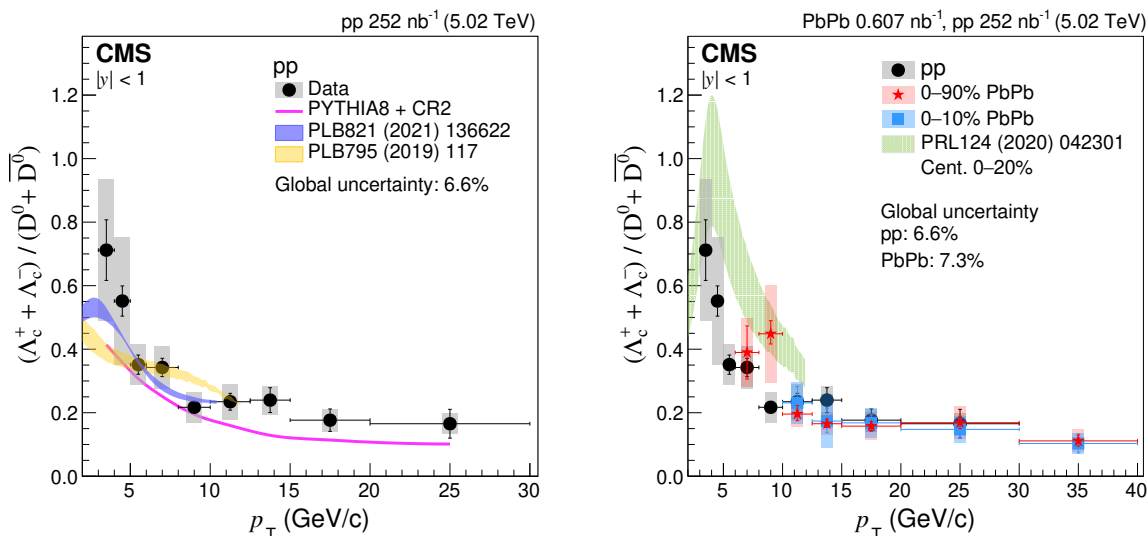 pp 252 nb⁻¹ (5.02 TeV)
CMS
|y| < 1
pp
Data
PYTHIA8 + CR2
PLB821 (2021) 136622
PLB795 (2019) 117
Global uncertainty: 6.6%
(Λc⁺ + Λc⁻) / (D⁰ + D̅⁰)
1.2
1.0
0.8
0.6
0.4
0.2
0.0
5 10 15 20 25 30
pT (GeV/c)
PbPb 0.607 nb⁻¹, pp 252 nb⁻¹ (5.02 TeV)
CMS
|y| < 1
pp
0–90% PbPb
0–10% PbPb
PRL124 (2020) 042301
Cent. 0–20%
Global uncertainty
pp: 6.6%
PbPb: 7.3%
(Λc⁺ + Λc⁻) / (D⁰ + D̅⁰)
1.2
1.0
0.8
0.6
0.4
0.2
0.0
5 10 15 20 25 30 35 40
pT (GeV/c)